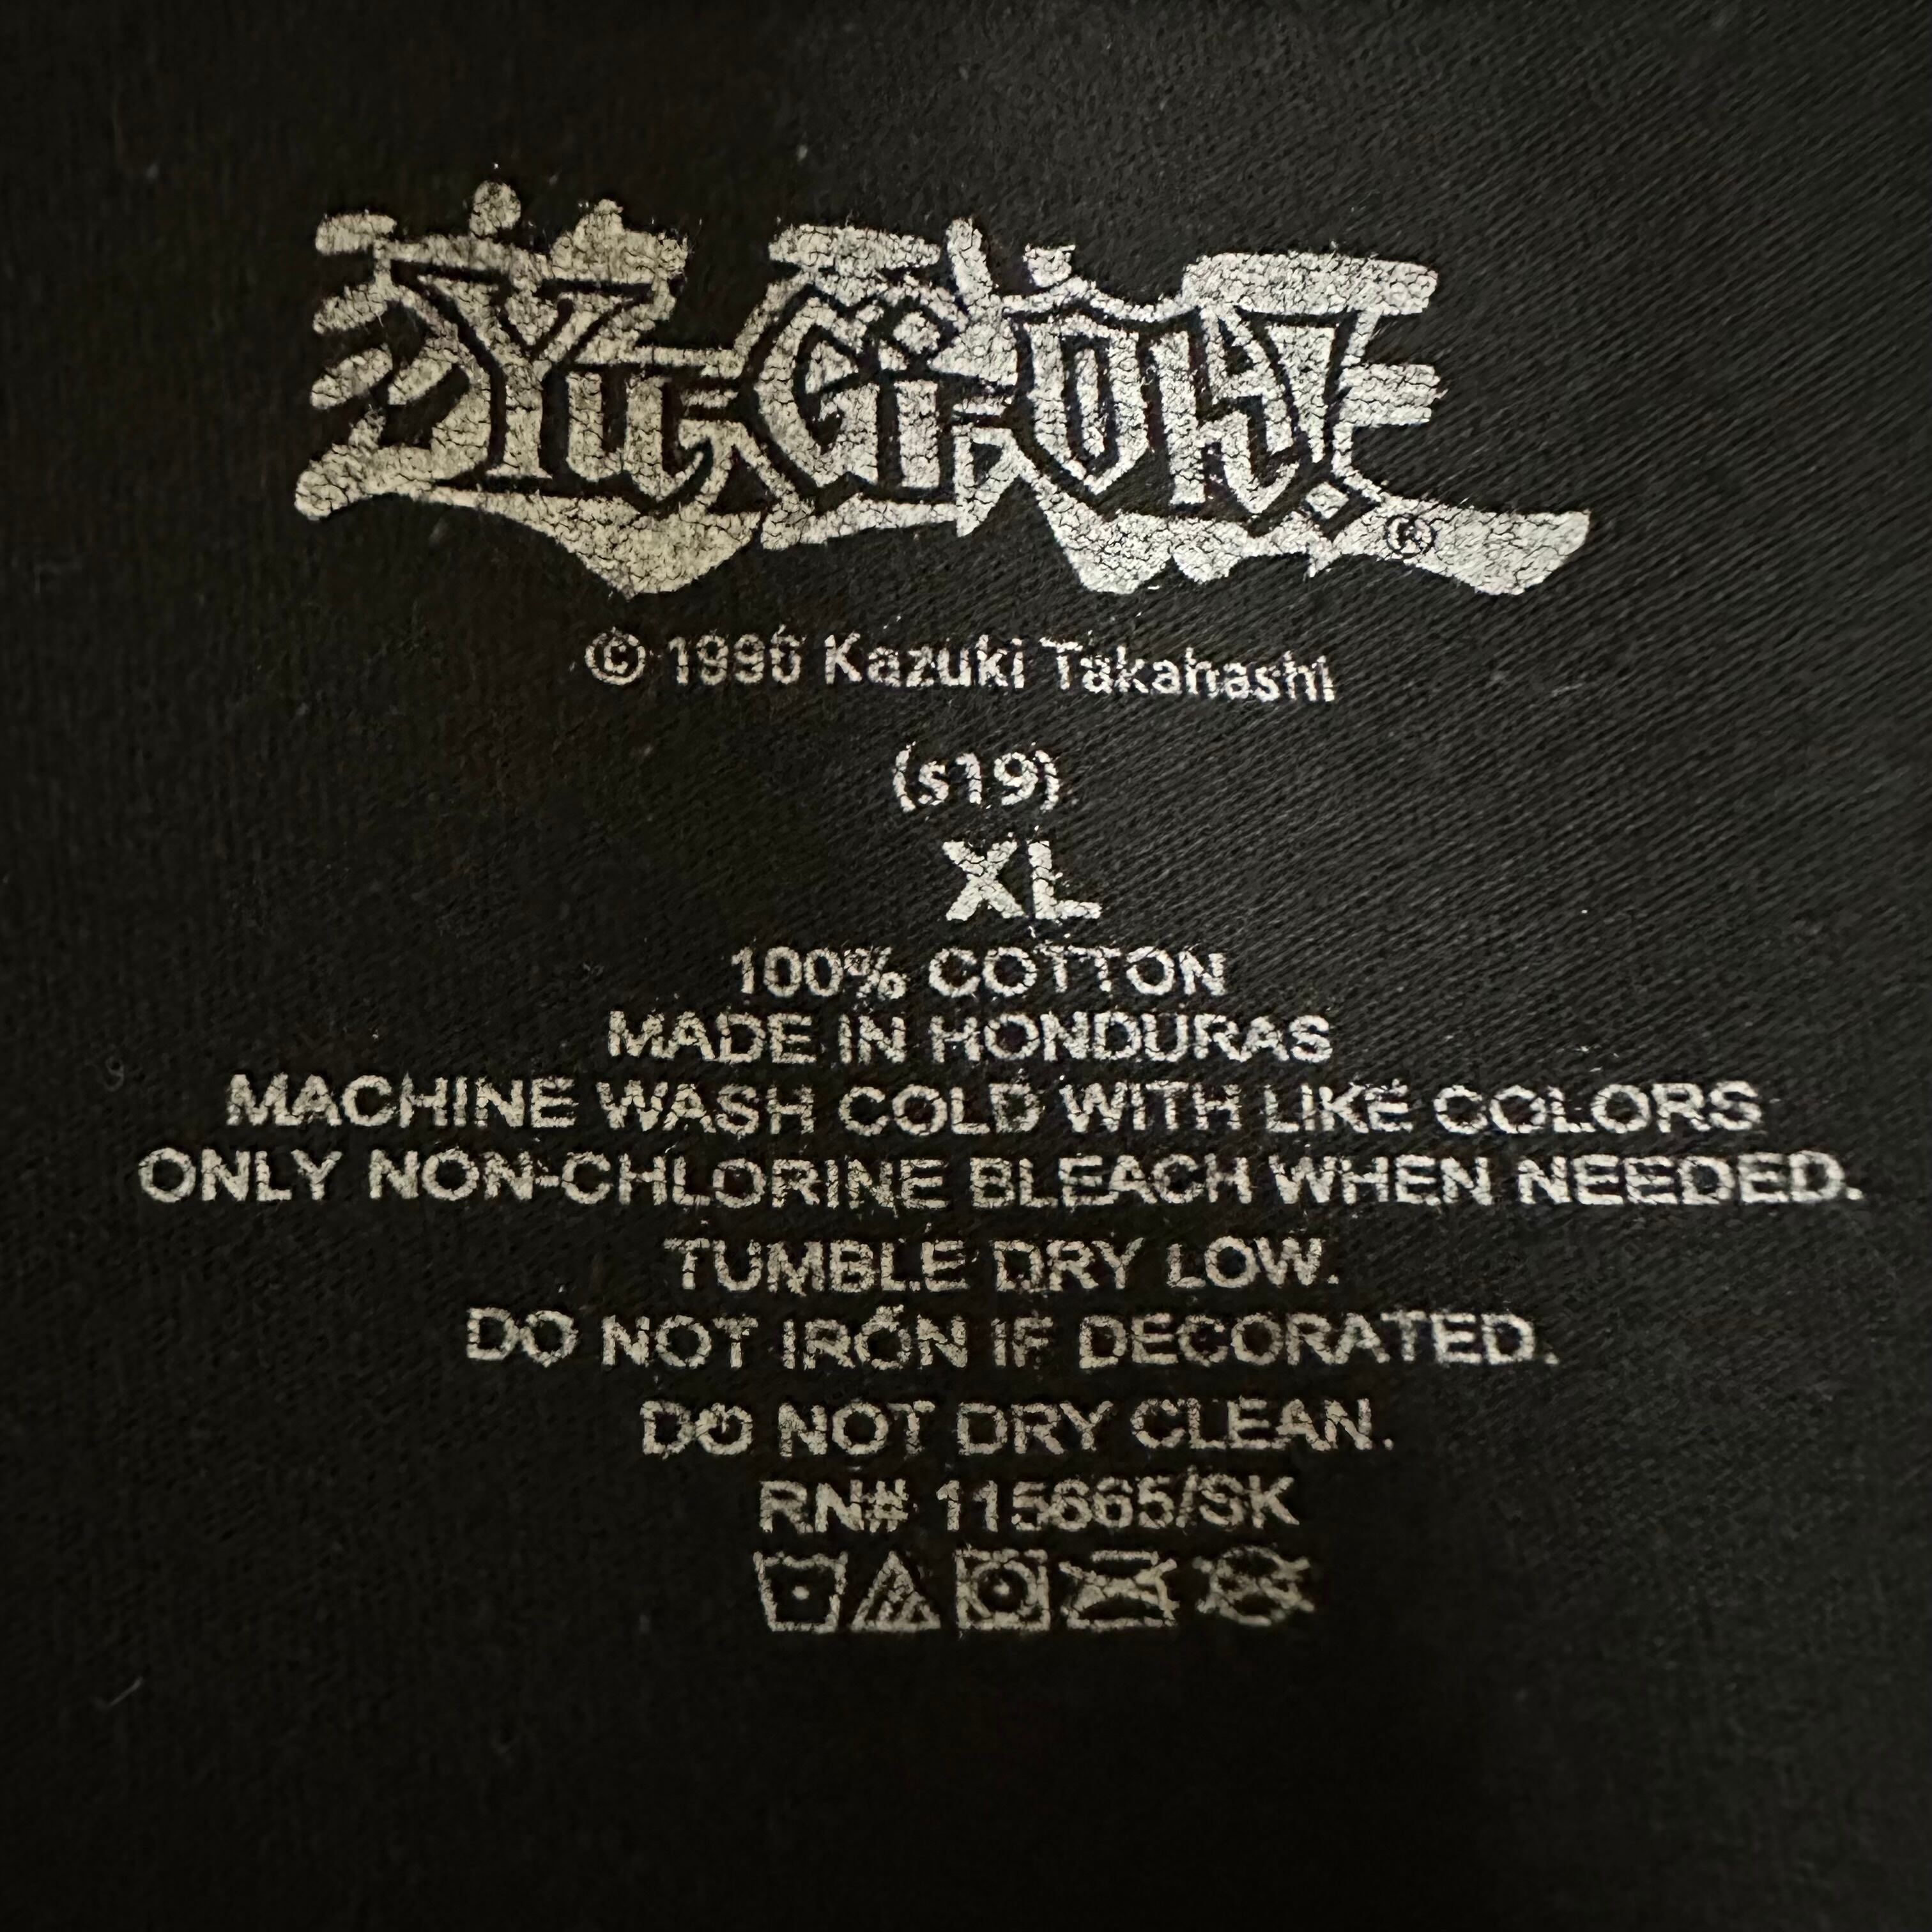 Yu-Gi-Oh! ®
© 1996 Kazuki Takahashi
(s19)
XL
100% COTTON
MADE IN HONDURAS
MACHINE WASH COLD WITH LIKE COLORS
ONLY NON-CHLORINE BLEACH WHEN NEEDED.
TUMBLE DRY LOW.
DO NOT IRON IF DECORATED.
DO NOT DRY CLEAN.
RN# 115665/SK